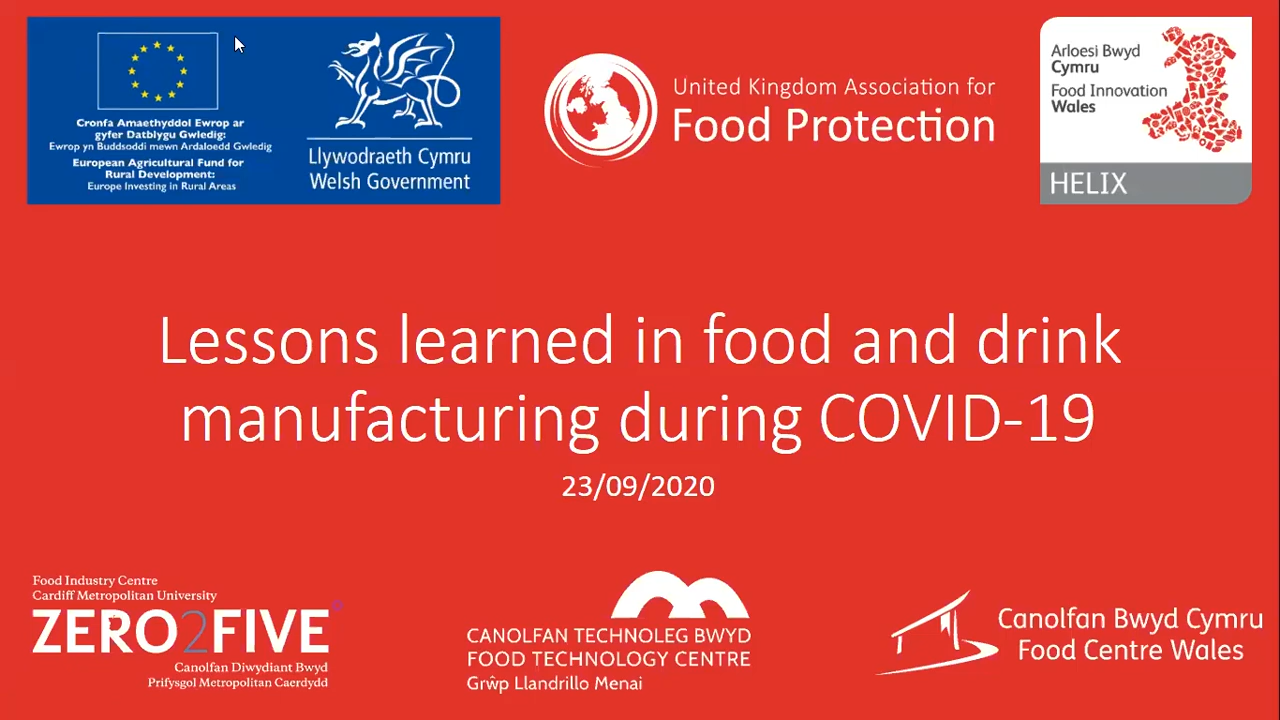 Cronfa Amaethyddol Ewrop ar
gyfer Datblygu Gwledig:
Ewrop yn Buddsoddi mewn Ardaloedd Gwledig
European Agricultural Fund for
Rural Development:
Europe Investing in Rural Areas
Llywodraeth Cymru
Welsh Government
United Kingdom Association for
Food Protection
Arloesi Bwyd
Cymru
Food Innovation
Wales
HELIX
Lessons learned in food and drink
manufacturing during COVID-19
23/09/2020
Food Industry Centre
Cardiff Metropolitan University
ZERO2FIVE
Canolfan Diwydiant Bwyd
Prifysgol Metropolitan Caerdydd
CANOLFAN TECHNOLEG BWYD
FOOD TECHNOLOGY CENTRE
Grŵp Llandrillo Menai
Canolfan Bwyd Cymru
Food Centre Wales